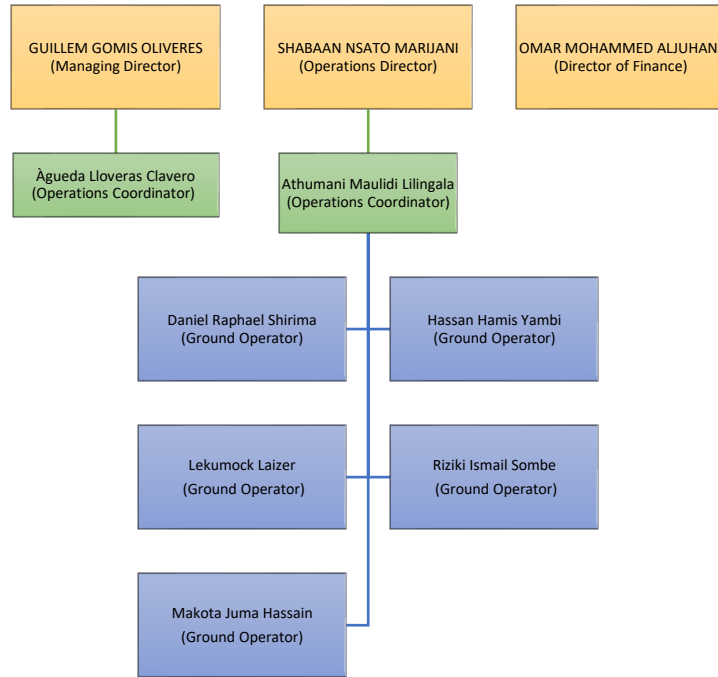 GUILLEM GOMIS OLIVERES
(Managing Director)
SHABAAN NSATO MARIJANI
(Operations Director)
OMAR MOHAMMED ALJUHAN
(Director of Finance)
Àgueda Lloveras Clavero
(Operations Coordinator)
Athumani Maulidi Lilingala
(Operations Coordinator)
Daniel Raphael Shirima
(Ground Operator)
Hassan Hamis Yambi
(Ground Operator)
Lekumock Laizer
(Ground Operator)
Riziki Ismail Sombe
(Ground Operator)
Makota Juma Hassain
(Ground Operator)